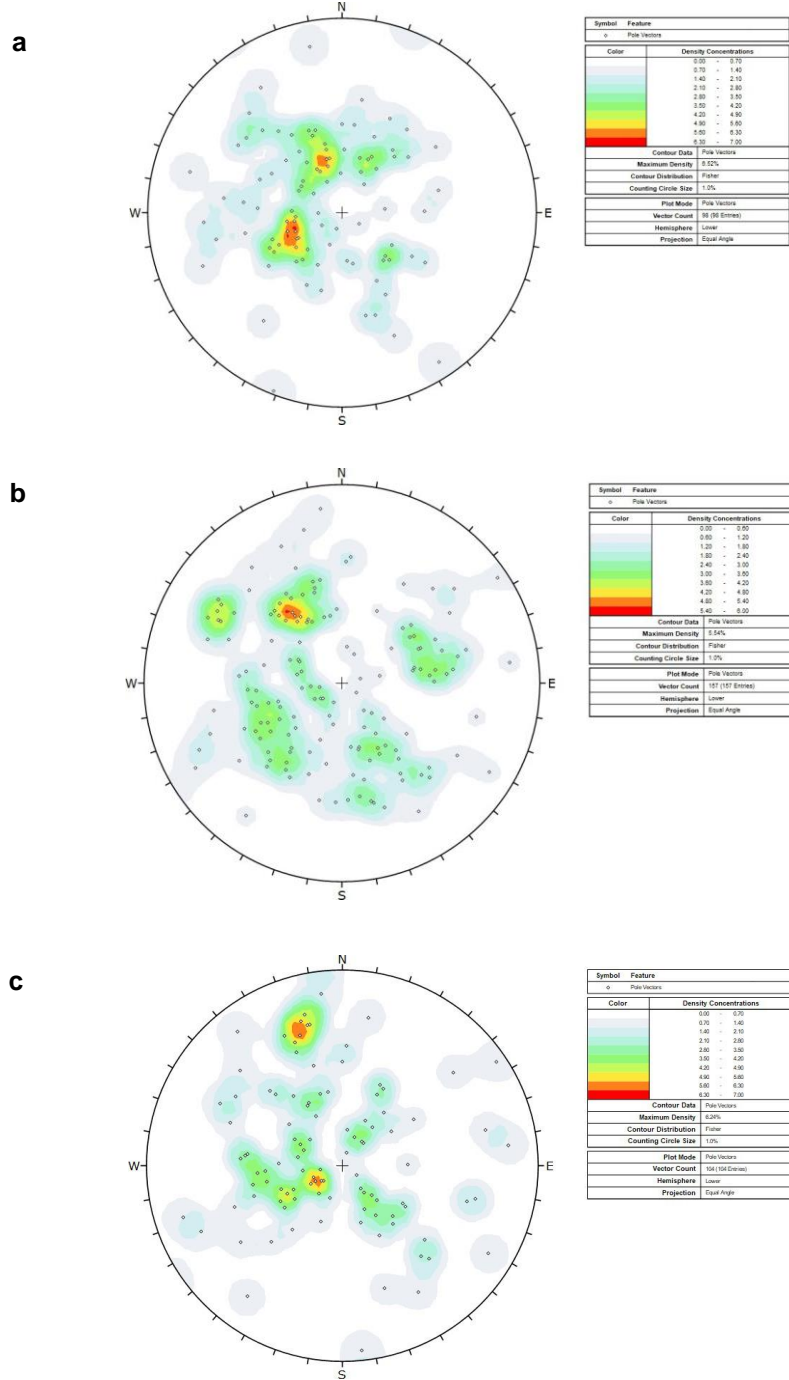 a
N
W
E
S
Symbol Feature
Pole Vectors
Color Density Concentrations
0.00 - 0.70
0.70 - 1.40
1.40 - 2.10
2.10 - 2.80
2.80 - 3.50
3.50 - 4.20
4.20 - 4.90
4.90 - 5.60
5.60 - 6.30
6.30 - 7.00
Contour Data Pole Vectors
Maximum Density 6.52%
Contour Distribution Fisher
Counting Circle Size 1.0%
Plot Mode Pole Vectors
Vector Count 98 (98 Entries)
Hemisphere Lower
Projection Equal Angle
b
N
W
E
S
Symbol Feature
Pole Vectors
Color Density Concentrations
0.00 - 0.60
0.60 - 1.20
1.20 - 1.80
1.80 - 2.40
2.40 - 3.00
3.00 - 3.60
3.60 - 4.20
4.20 - 4.80
4.80 - 5.40
5.40 - 6.00
Contour Data Pole Vectors
Maximum Density 5.54%
Contour Distribution Fisher
Counting Circle Size 1.0%
Plot Mode Pole Vectors
Vector Count 157 (157 Entries)
Hemisphere Lower
Projection Equal Angle
c
N
W
E
S
Symbol Feature
Pole Vectors
Color Density Concentrations
0.00 - 0.70
0.70 - 1.40
1.40 - 2.10
2.10 - 2.80
2.80 - 3.50
3.50 - 4.20
4.20 - 4.90
4.90 - 5.60
5.60 - 6.30
6.30 - 7.00
Contour Data Pole Vectors
Maximum Density 6.24%
Contour Distribution Fisher
Counting Circle Size 1.0%
Plot Mode Pole Vectors
Vector Count 104 (104 Entries)
Hemisphere Lower
Projection Equal Angle